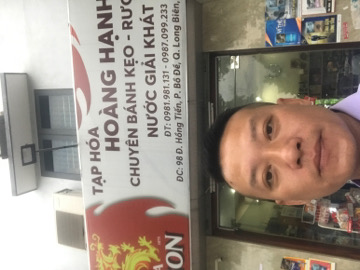 TẠP HÓA
HOÀNG HẠNH
CHUYÊN BÁNH KẸO - RƯỢ
NƯỚC GIẢI KHÁT
ĐT: 0981.981.131 - 0987.099.233
ĐC: 98 Đ. Hồng Tiến, P. Bồ Đề, Q. Long Biên,